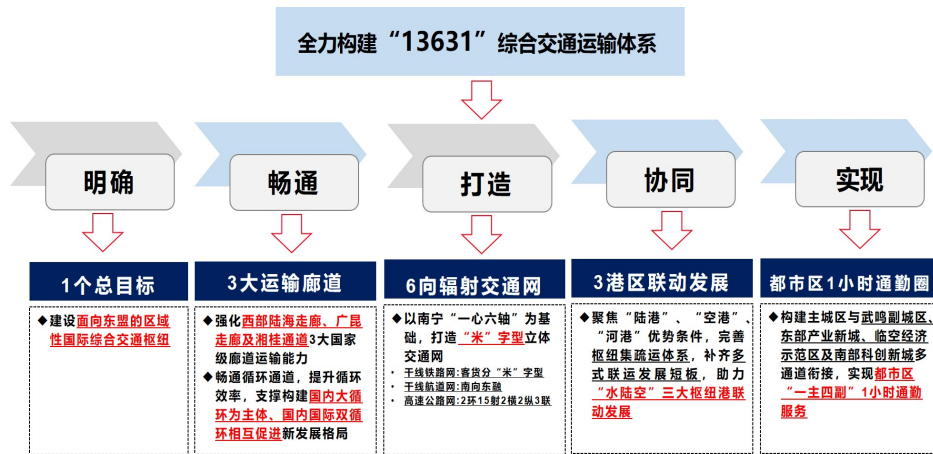 全力构建“13631”综合交通运输体系
明确
畅通
打造
协同
实现
1个总目标
3大运输廊道
6向辐射交通网
3港区联动发展
都市区1小时通勤圈
◆建设面向东盟的区域
性国际综合交通枢纽
◆强化西部陆海走廊、广昆
走廊及湘桂通道3大国家
级廊道运输能力
◆畅通循环通道，提升循环
效率，支撑构建国内大循
环为主体、国内国际双循
环相互促进新发展格局
◆以南宁“一心六轴”为基
础，打造“米”字型立体
交通网
• 干线铁路网:客货分“米”字型
• 干线航道网:南向东融
• 高速公路网:2环15射2横2纵3联
◆聚焦“陆港”、“空港”、
“河港”优势条件，完善
枢纽集疏运体系，补齐多
式联运发展短板，助力
“水陆空”三大枢纽港联
动发展
◆构建主城区与武鸣副城区、
东部产业新城、临空经济
示范区及南部科创新城多
通道衔接，实现都市区
“一主四副”1小时通勤
服务